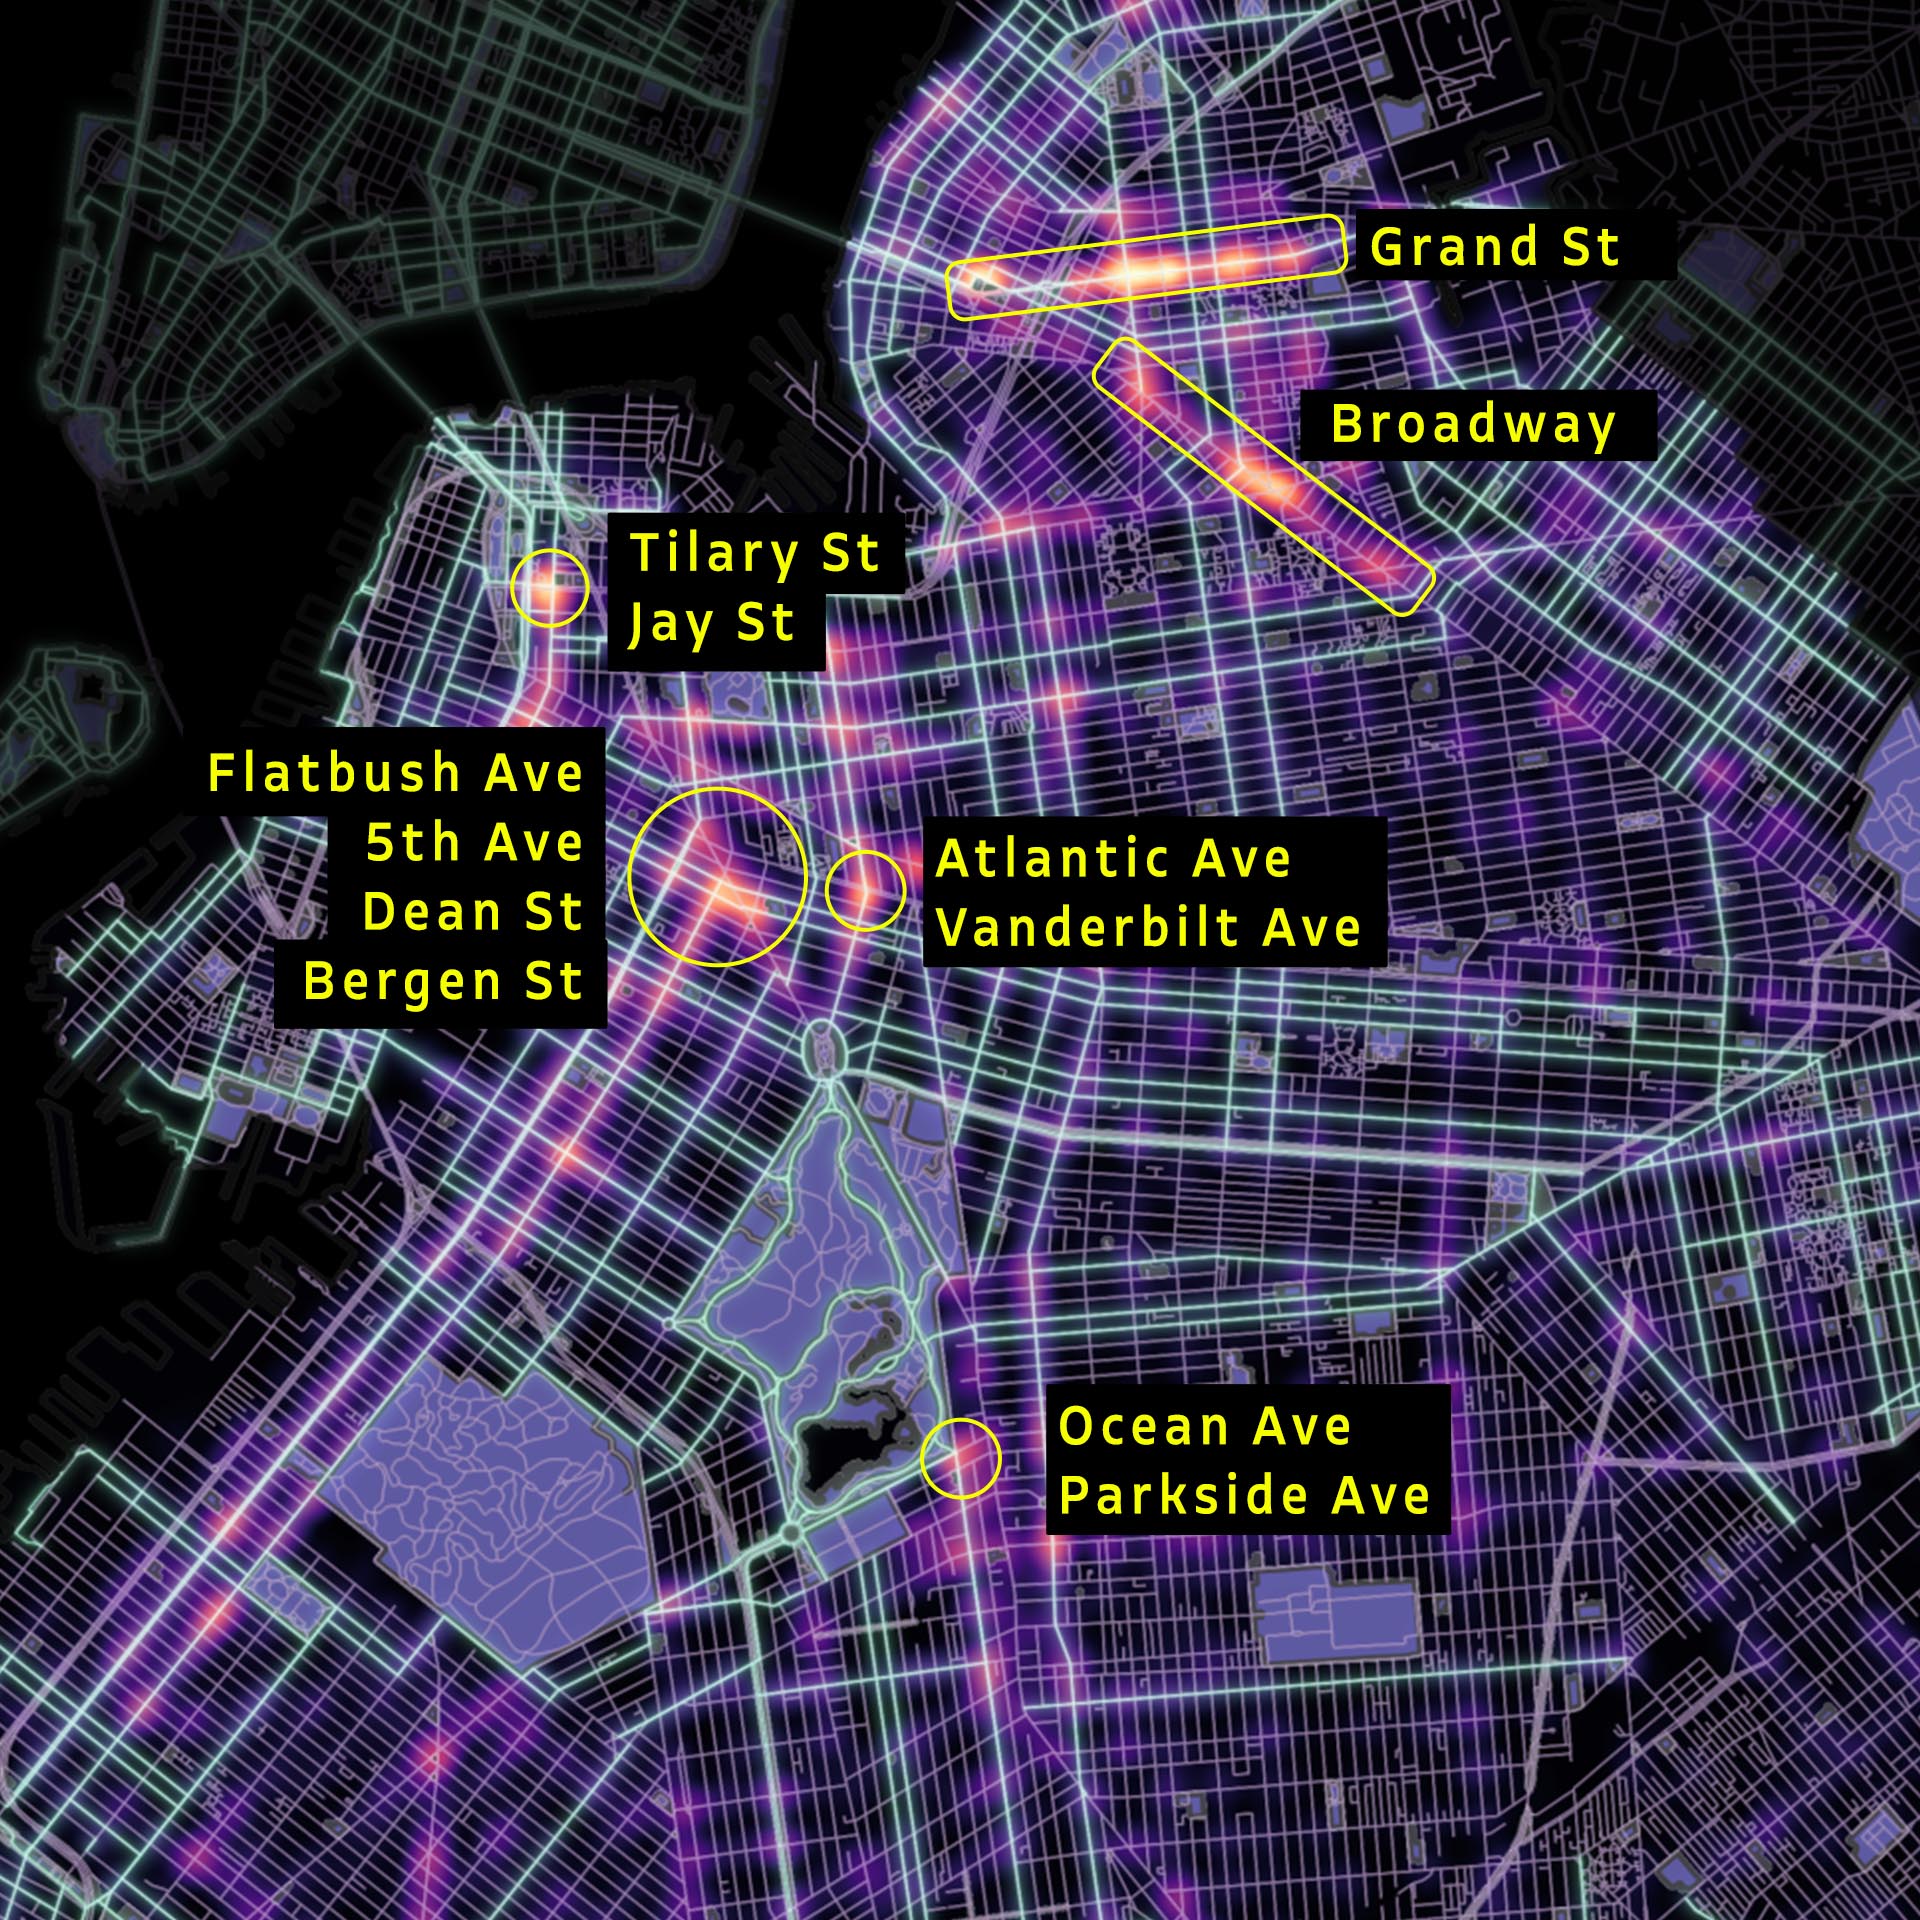 Grand St
Broadway
Tilary St
Jay St
Flatbush Ave
5th Ave
Dean St
Bergen St
Atlantic Ave
Vanderbilt Ave
Ocean Ave
Parkside Ave